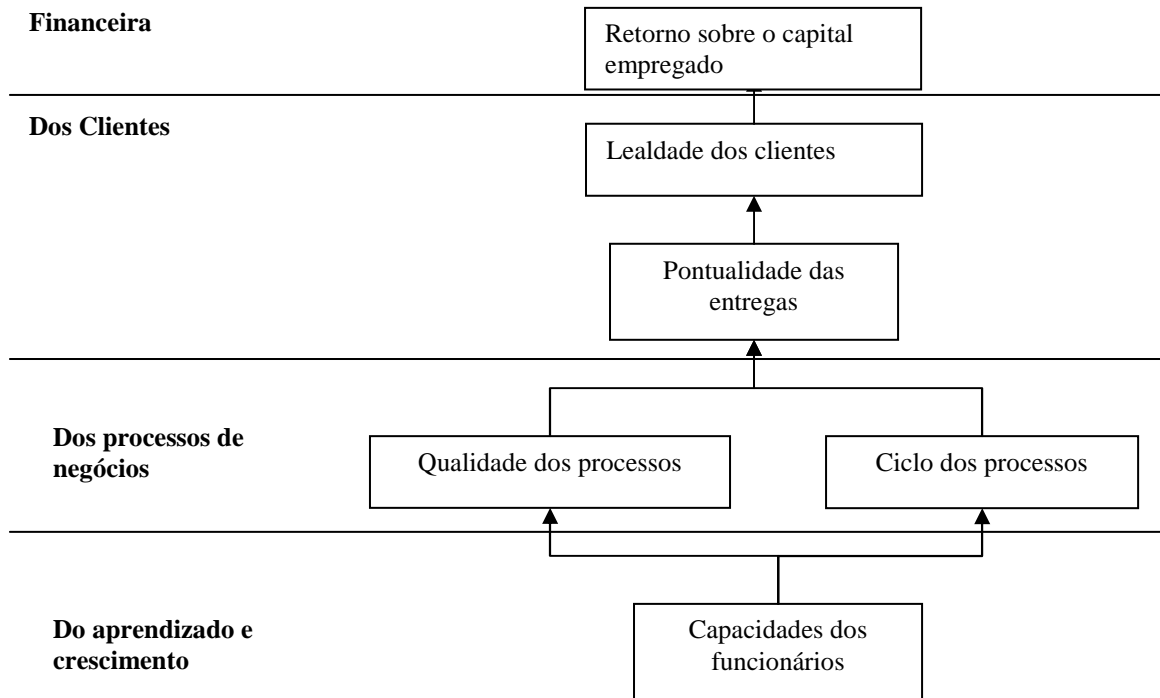 Financeira
Retorno sobre o capital
empregado
Dos Clientes
Lealdade dos clientes
Pontualidade das
entregas
Dos processos de
negócios
Qualidade dos processos
Ciclo dos processos
Do aprendizado e
crescimento
Capacidades dos
funcionários